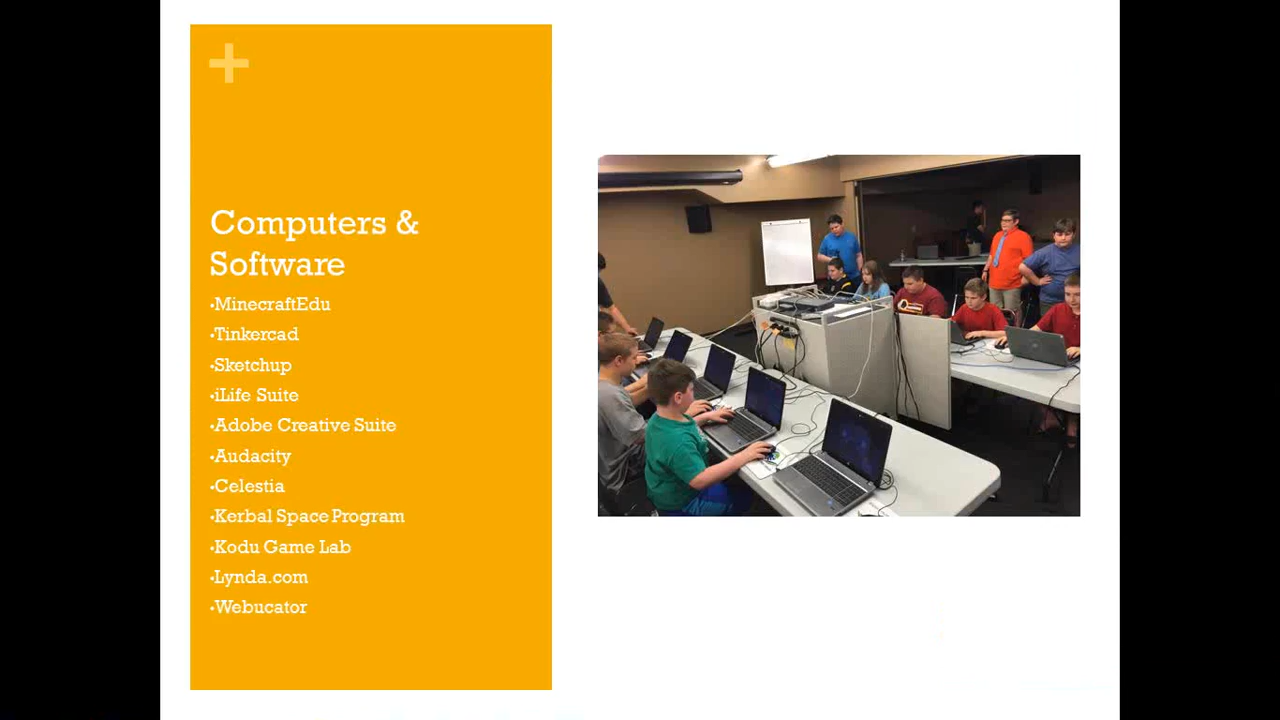 +
Computers &
Software
•MinecraftEdu
•Tinkercad
•Sketchup
•iLife Suite
•Adobe Creative Suite
•Audacity
•Celestia
•Kerbal Space Program
•Kodu Game Lab
•Lynda.com
•Webucator